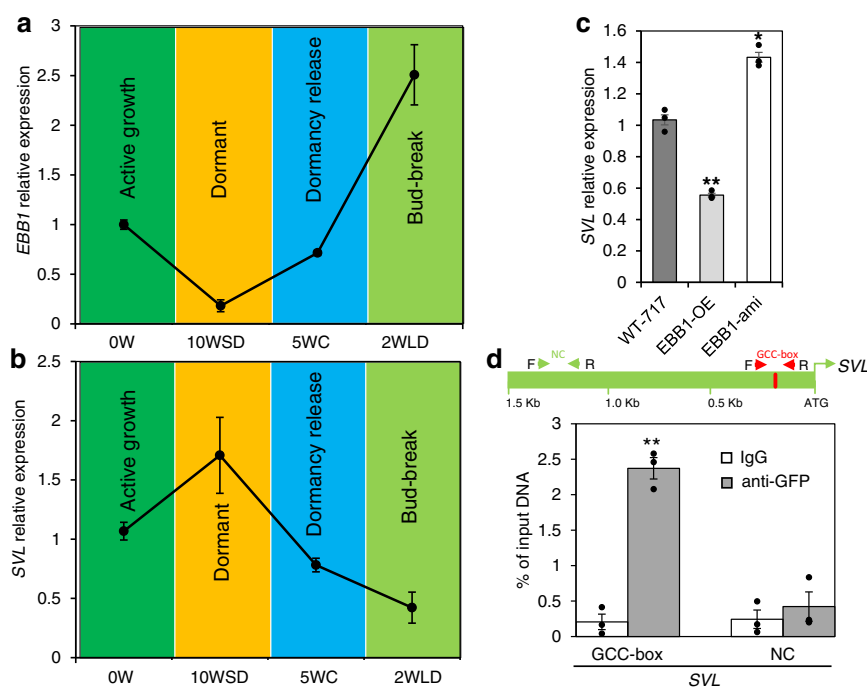 a
EBB1 relative expression
3
2.5
2
1.5
1
0.5
0
Active growth
Dormant
Dormancy release
Bud-break
0W
10WSD
5WC
2WLD
b
SVL relative expression
2
1.5
1
0.5
0
Active growth
Dormant
Dormancy release
Bud-break
0W
10WSD
5WC
2WLD
c
SVL relative expression
1.6
1.4
1.2
1
0.8
0.6
0.4
0.2
0
**
*
WT-717
EBB1-OE
EBB1-ami
d
F NC R
F GCC-box R
SVL
1.5 Kb
1.0 Kb
0.5 Kb
ATG
% of input DNA
3
2.5
2
1.5
1
0.5
0
**
IgG
anti-GFP
GCC-box
NC
SVL